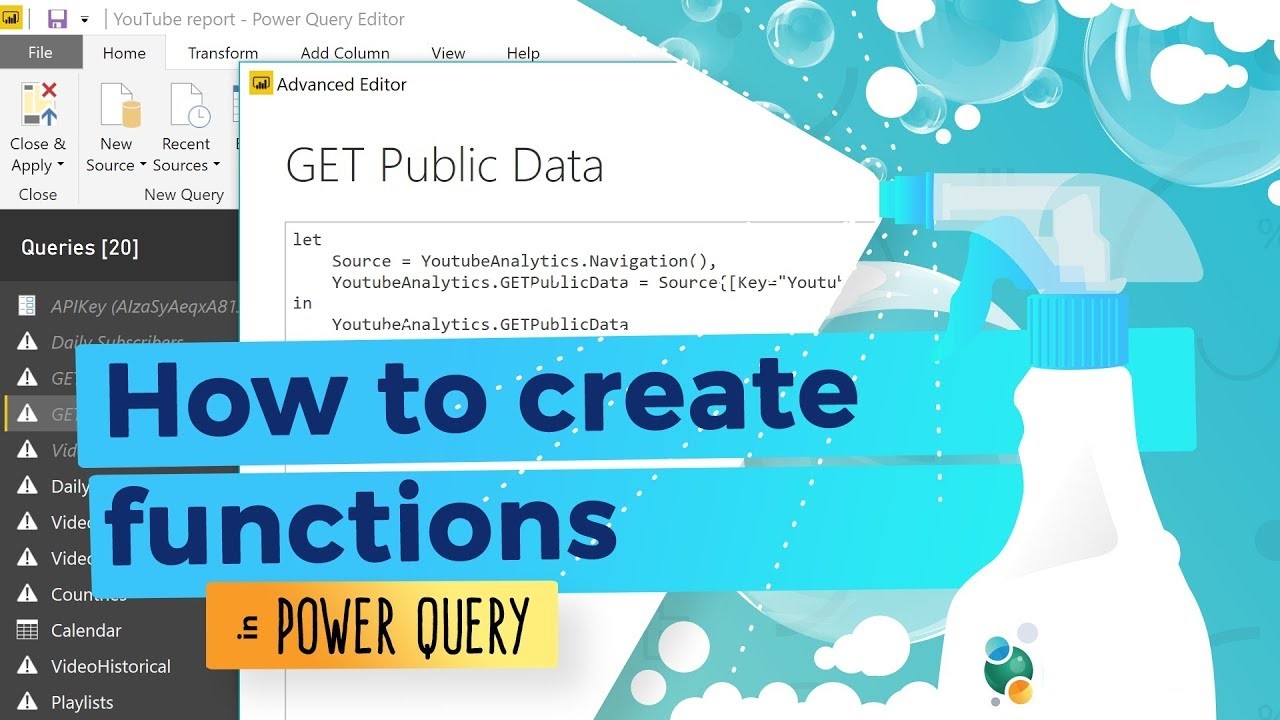 YouTube report - Power Query Editor
File Home Transform Add Column View Help
Close & Apply
New Source
Recent Sources
Close
New Query
Advanced Editor
GET Public Data
let
Source = YoutubeAnalytics.Navigation(),
YoutubeAnalytics.GETPublicData = Source{[Key="Youtu
in
YoutubeAnalytics.GETPublicData
Queries [20]
APIKey (AIzaSyAeqxA81
Daily Subscribers
GET
GET
Vid
Daily
Video
Video
Countries
Calendar
VideoHistorical
Playlists
How to create
functions
in POWER QUERY